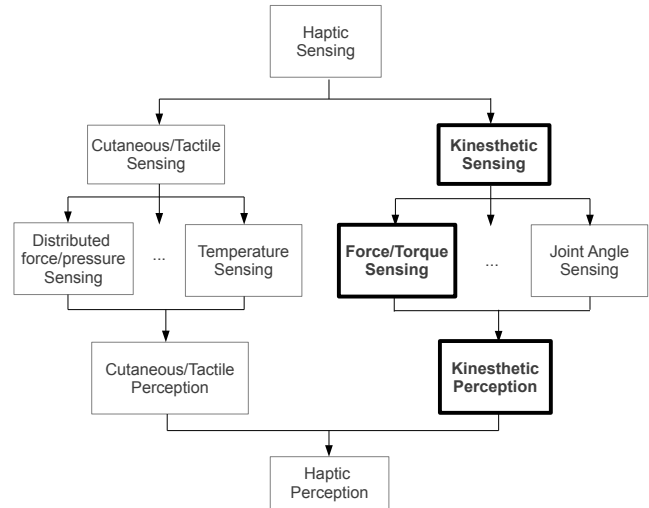 Haptic
Sensing
Cutaneous/Tactile
Sensing
Kinesthetic
Sensing
Distributed
force/pressure
Sensing
...
Temperature
Sensing
Force/Torque
Sensing
...
Joint Angle
Sensing
Cutaneous/Tactile
Perception
Kinesthetic
Perception
Haptic
Perception